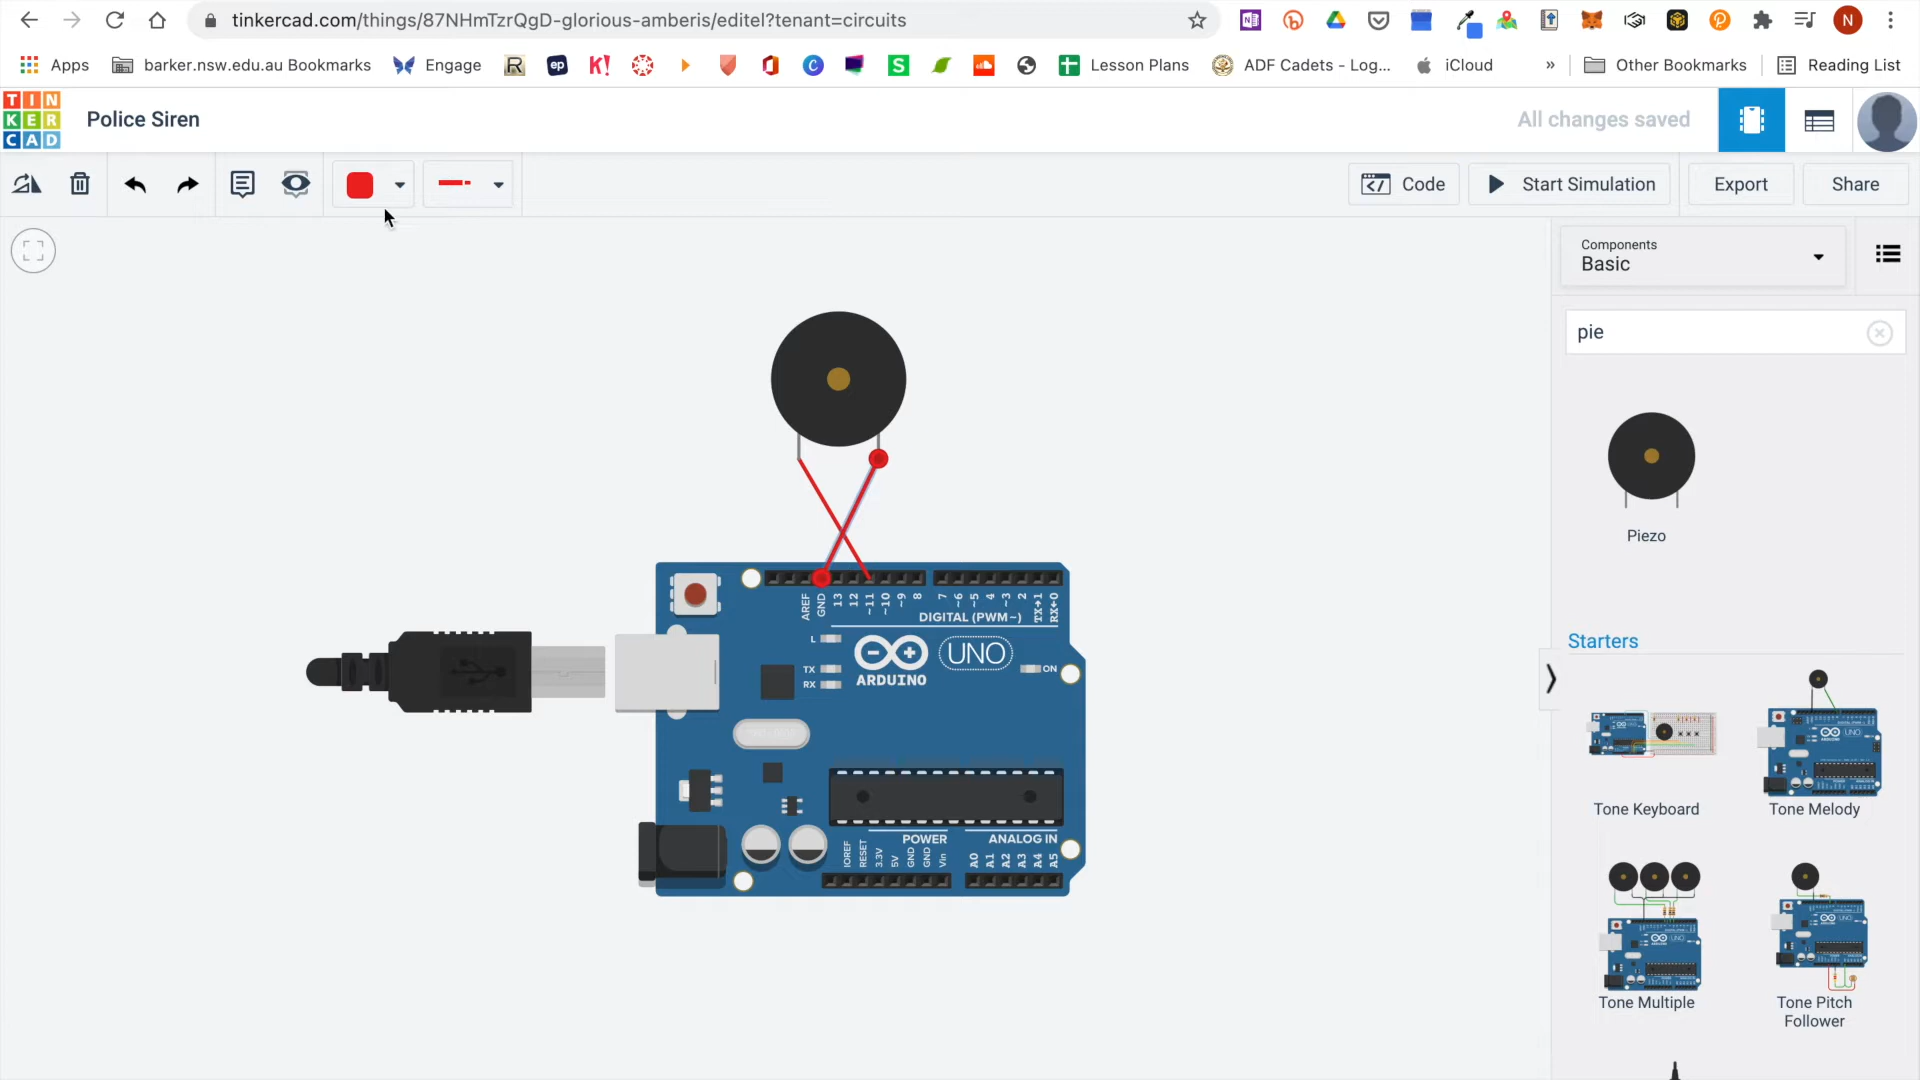 tinkercad.com/things/87NHmTzrQgD-glorious-amberis/editel?tenant=circuits
N
Apps
barker.nsw.edu.au Bookmarks
Engage
R
ep
K!
C
S
Lesson Plans
ADF Cadets - Log...
iCloud
»
Other Bookmarks
Reading List
TIN
KER
CAD
Police Siren
All changes saved
Code
Start Simulation
Export
Share
Components
Basic
pie
Piezo
Starters
Tone Keyboard
Tone Melody
Tone Multiple
Tone Pitch
Follower
AREF
GND
13
12
~11
~10
~9
8
7
~6
~5
4
~3
2
TX→1
RX←0
DIGITAL (PWM~)
L
TX
RX
ARDUINO
UNO
ON
POWER
ANALOG IN
IOREF
RESET
3.3V
5V
GND
GND
Vin
A0
A1
A2
A3
A4
A5